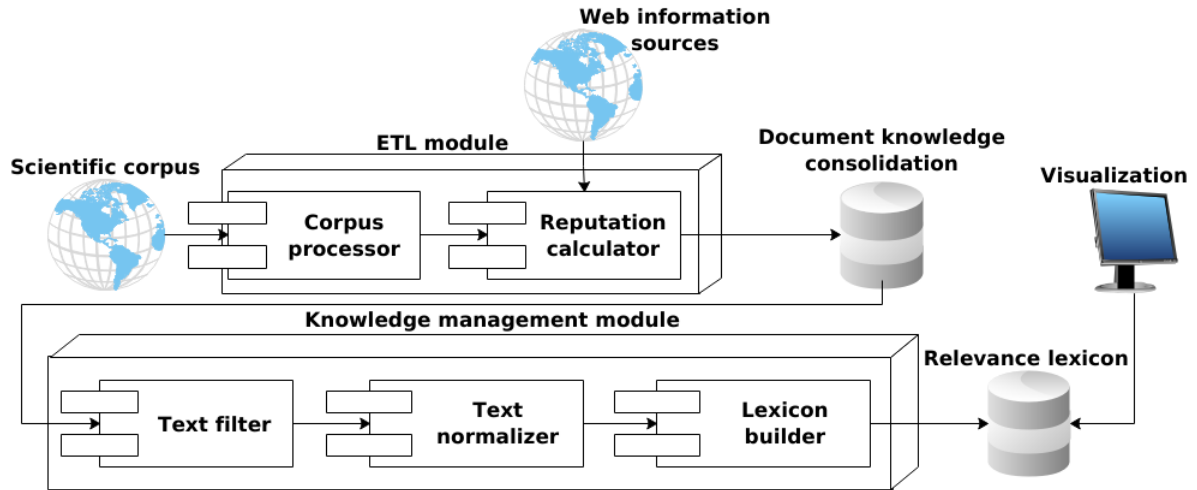 Web information
sources
ETL module
Document knowledge
consolidation
Scientific corpus
Visualization
Corpus
processor
Reputation
calculator
Knowledge management module
Relevance lexicon
Text filter
Text
normalizer
Lexicon
builder